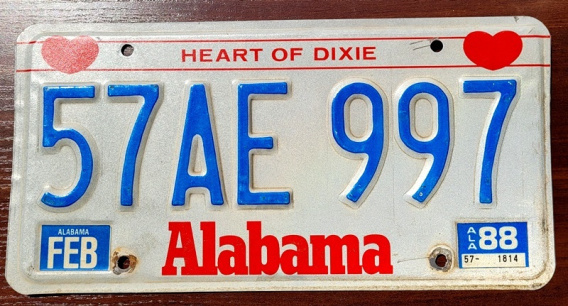 HEART OF DIXIE
57AE 997
ALABAMA
FEB
Alabama
ALA 88
57- 1814